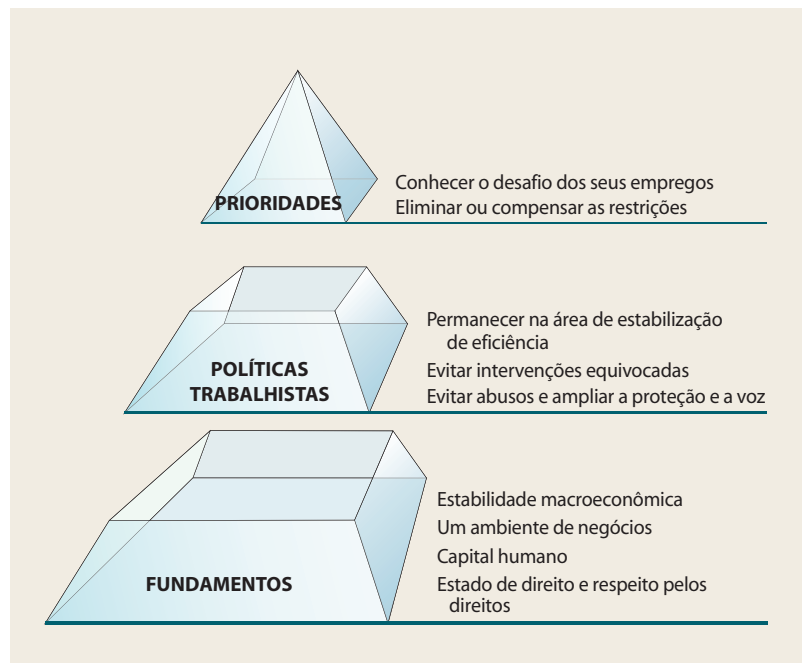 PRIORIDADES
Conhecer o desafio dos seus empregos
Eliminar ou compensar as restrições
POLÍTICAS
TRABALHISTAS
Permanecer na área de estabilização
de eficiência
Evitar intervenções equivocadas
Evitar abusos e ampliar a proteção e a voz
FUNDAMENTOS
Estabilidade macroeconômica
Um ambiente de negócios
Capital humano
Estado de direito e respeito pelos
direitos